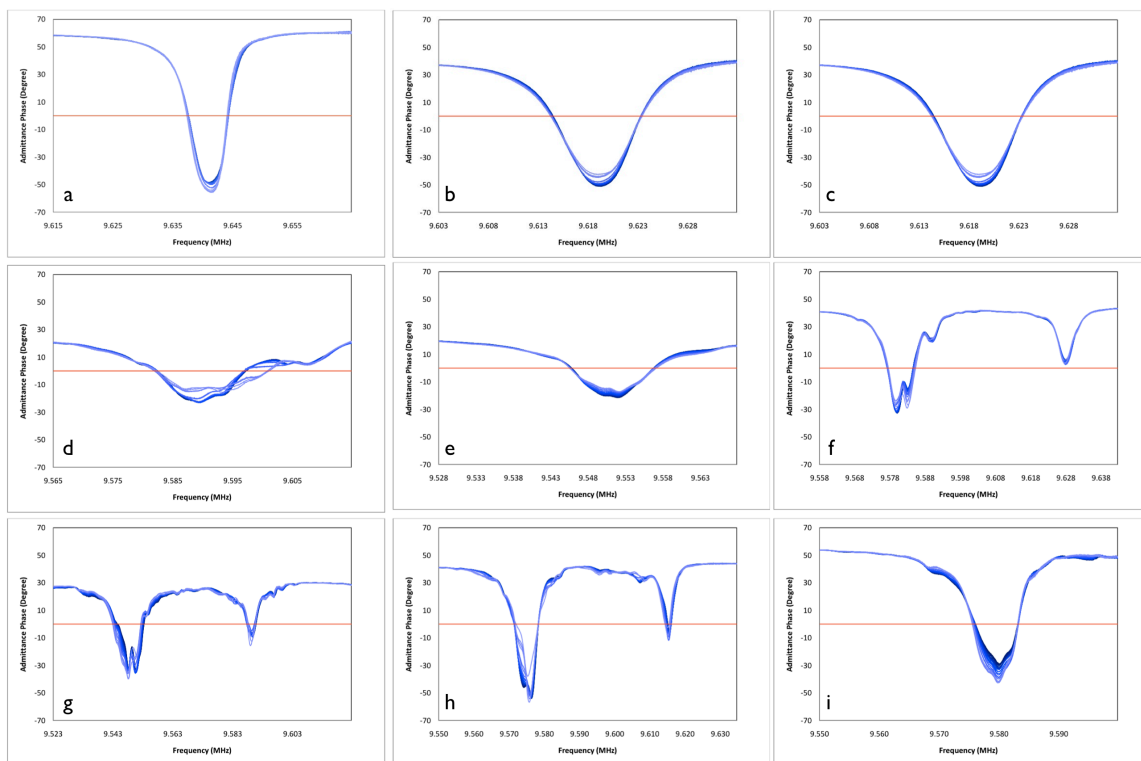 70
50
30
10
-10
-30
-50
-70
Admittance Phase (Degree)
a
9.615 9.625 9.635 9.645 9.655
Frequency (MHz)
70
50
30
10
-10
-30
-50
-70
Admittance Phase (Degree)
b
9.603 9.608 9.613 9.618 9.623 9.628
Frequency (MHz)
70
50
30
10
-10
-30
-50
-70
Admittance Phase (Degree)
c
9.603 9.608 9.613 9.618 9.623 9.628
Frequency (MHz)
70
50
30
10
-10
-30
-50
-70
Admittance Phase (Degree)
d
9.565 9.575 9.585 9.595 9.605
Frequency (MHz)
70
50
30
10
-10
-30
-50
-70
Admittance Phase (Degree)
e
9.528 9.533 9.538 9.543 9.548 9.553 9.558 9.563
Frequency (MHz)
70
50
30
10
-10
-30
-50
-70
Admittance Phase (Degree)
f
9.558 9.568 9.578 9.588 9.598 9.608 9.618 9.628 9.638
Frequency (MHz)
70
50
30
10
-10
-30
-50
-70
Admittance Phase (Degree)
g
9.523 9.543 9.563 9.583 9.603
Frequency (MHz)
70
50
30
10
-10
-30
-50
-70
Admittance Phase (Degree)
h
9.550 9.560 9.570 9.580 9.590 9.600 9.610 9.620 9.630
Frequency (MHz)
70
50
30
10
-10
-30
-50
-70
Admittance Phase (Degree)
i
9.550 9.560 9.570 9.580 9.590
Frequency (MHz)